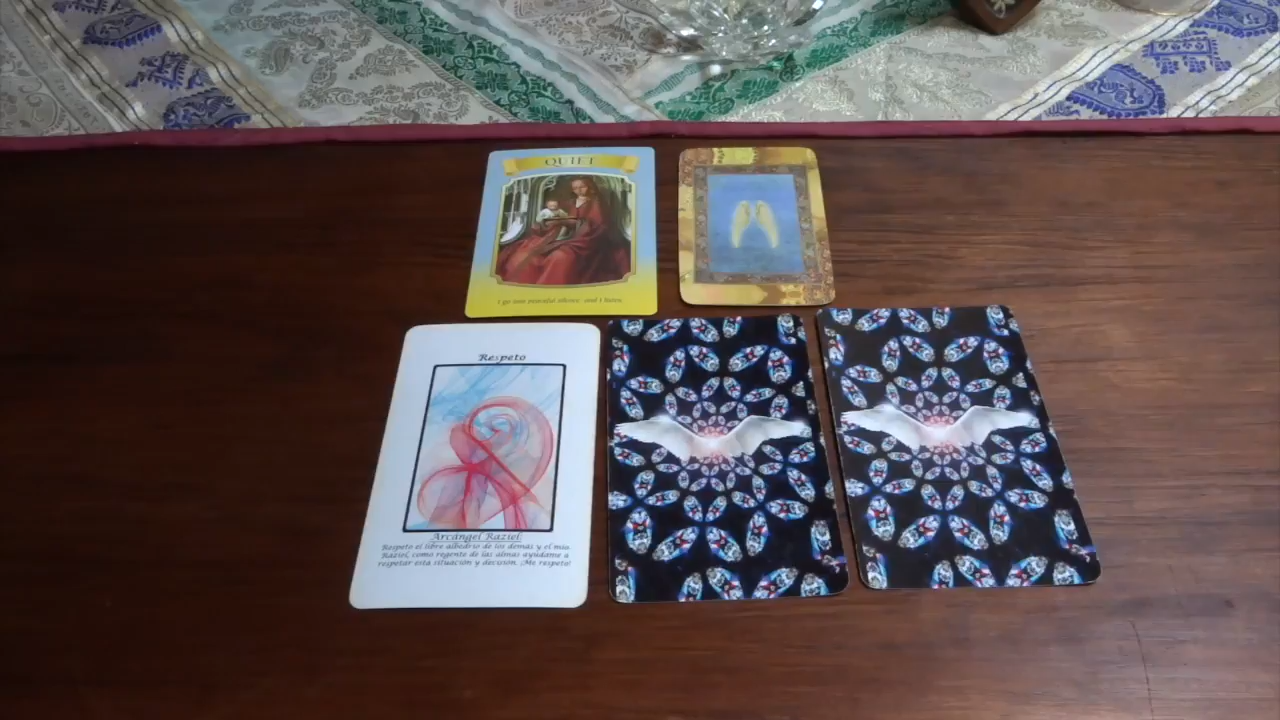 QUIET
I go into peaceful silence, and I listen.
Respeto
Arcángel Raziel
Respeto el libre albedrío de los demás y el mío.
Raziel, como regente de las almas ayúdame a
respetar está situación y decisión. ¡Me respeto!